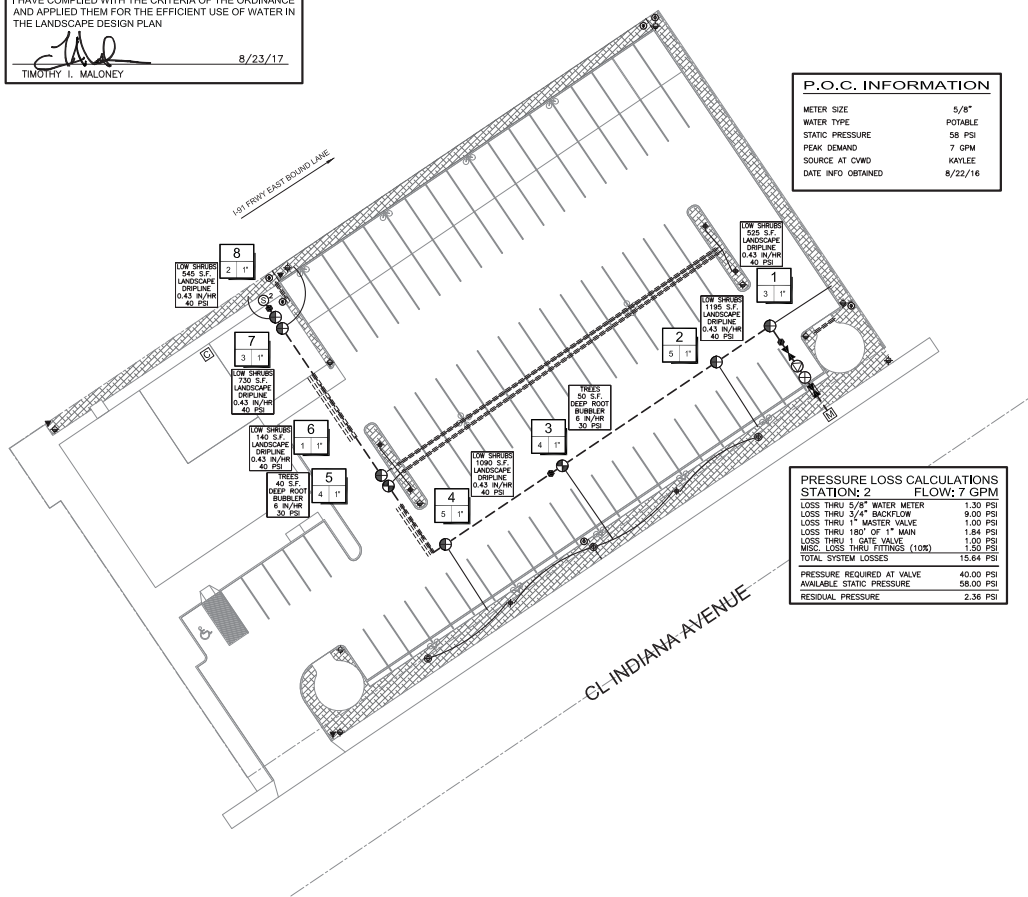 I HAVE COMPLIED WITH THE CRITERIA OF THE ORDINANCE
AND APPLIED THEM FOR THE EFFICIENT USE OF WATER IN
THE LANDSCAPE DESIGN PLAN
8/23/17
TIMOTHY I. MALONEY
P.O.C. INFORMATION
METER SIZE 5/8"
WATER TYPE POTABLE
STATIC PRESSURE 58 PSI
PEAK DEMAND 7 GPM
SOURCE AT CVWD KAYLEE
DATE INFO OBTAINED 8/22/16
I-91 FRWY EAST BOUND LANE
8
2 1"
LOW SHRUBS
545 S.F.
LANDSCAPE
DRIPLINE
0.43 IN/HR
40 PSI
S 2
C
7
3 1"
LOW SHRUBS
730 S.F.
LANDSCAPE
DRIPLINE
0.43 IN/HR
40 PSI
6
1 1"
LOW SHRUBS
140 S.F.
LANDSCAPE
DRIPLINE
0.43 IN/HR
40 PSI
5
4 1"
TREES
40 S.F.
DEEP ROOT
BUBBLER
6 IN/HR
30 PSI
4
5 1"
LOW SHRUBS
1090 S.F.
LANDSCAPE
DRIPLINE
0.43 IN/HR
40 PSI
3
4 1"
TREES
50 S.F.
DEEP ROOT
BUBBLER
6 IN/HR
30 PSI
2
5 1"
LOW SHRUBS
1195 S.F.
LANDSCAPE
DRIPLINE
0.43 IN/HR
40 PSI
1
3 1"
LOW SHRUBS
525 S.F.
LANDSCAPE
DRIPLINE
0.43 IN/HR
40 PSI
M
PRESSURE LOSS CALCULATIONS
STATION: 2 FLOW: 7 GPM
LOSS THRU 5/8" WATER METER 1.30 PSI
LOSS THRU 3/4" BACKFLOW 9.00 PSI
LOSS THRU 1" MASTER VALVE 1.00 PSI
LOSS THRU 180' OF 1" MAIN 1.84 PSI
LOSS THRU 1 GATE VALVE 1.00 PSI
MISC. LOSS THRU FITTINGS (10%) 1.50 PSI
TOTAL SYSTEM LOSSES 15.64 PSI
PRESSURE REQUIRED AT VALVE 40.00 PSI
AVAILABLE STATIC PRESSURE 58.00 PSI
RESIDUAL PRESSURE 2.36 PSI
CL INDIANA AVENUE